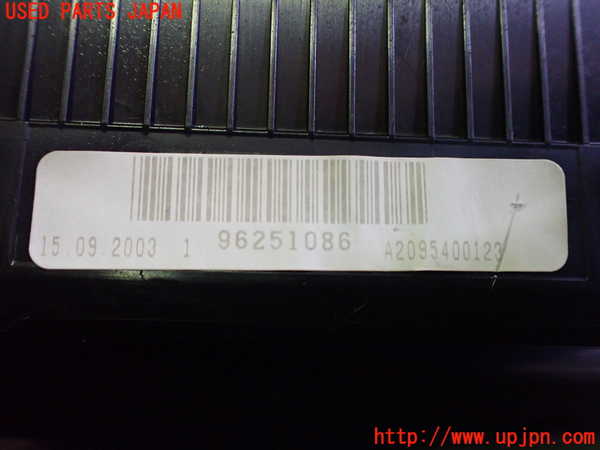 USED PARTS JAPAN
15.09.2003 1 96251086 A2095400123
http://www.upjpn.com/